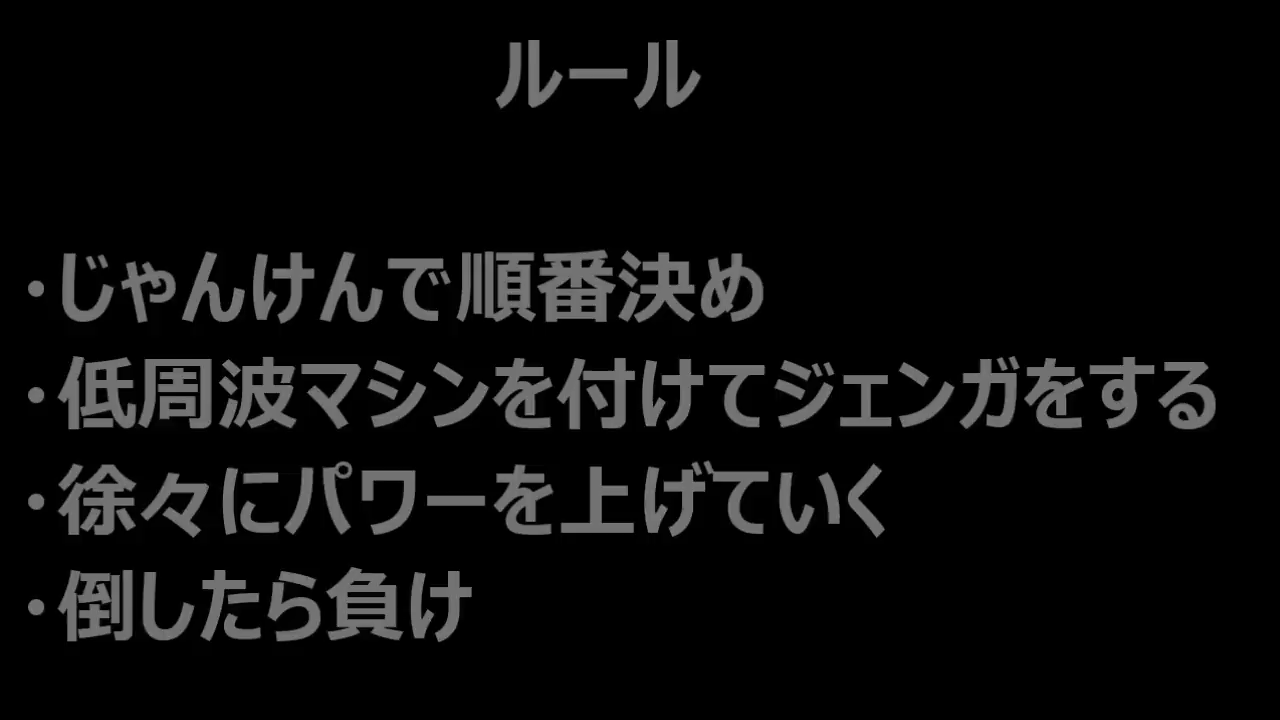 ルール
・じゃんけんで順番決め
・低周波マシンを付けてジェンガをする
・徐々にパワーを上げていく
・倒したら負け